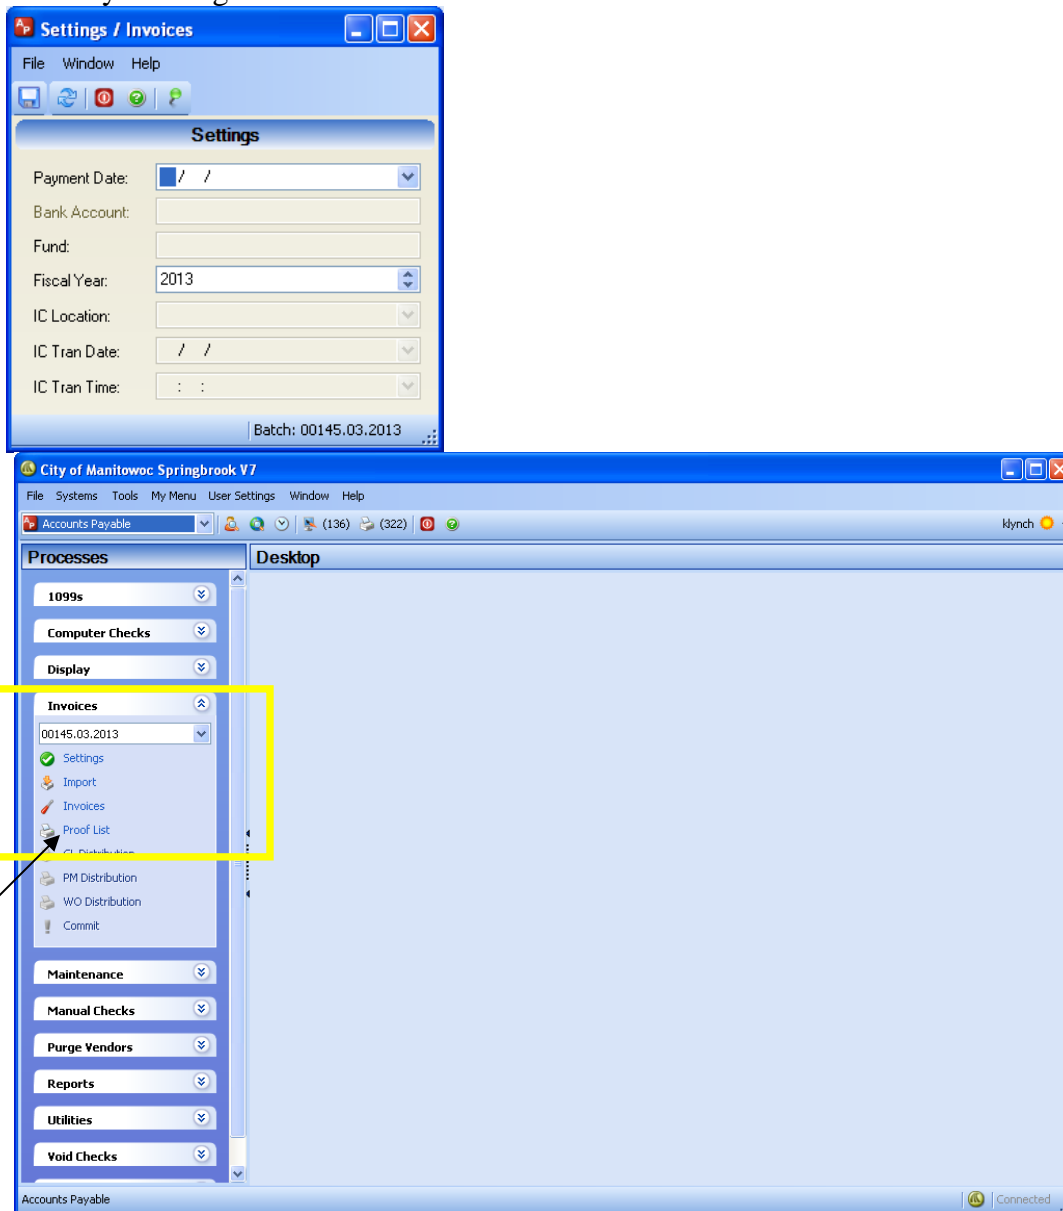 Settings / Invoices
File Window Help
Settings
Payment Date: / /
Bank Account:
Fund:
Fiscal Year: 2013
IC Location:
IC Tran Date: / /
IC Tran Time: : :
Batch: 00145.03.2013
City of Manitowoc Springbrook V7
File Systems Tools My Menu User Settings Window Help
AP Accounts Payable (136) (322) klynch
Processes Desktop
1099s
Computer Checks
Display
Invoices
00145.03.2013
Settings
Import
Invoices
Proof List
GL Distribution
PM Distribution
WO Distribution
Commit
Maintenance
Manual Checks
Purge Vendors
Reports
Utilities
Void Checks
Accounts Payable Connected